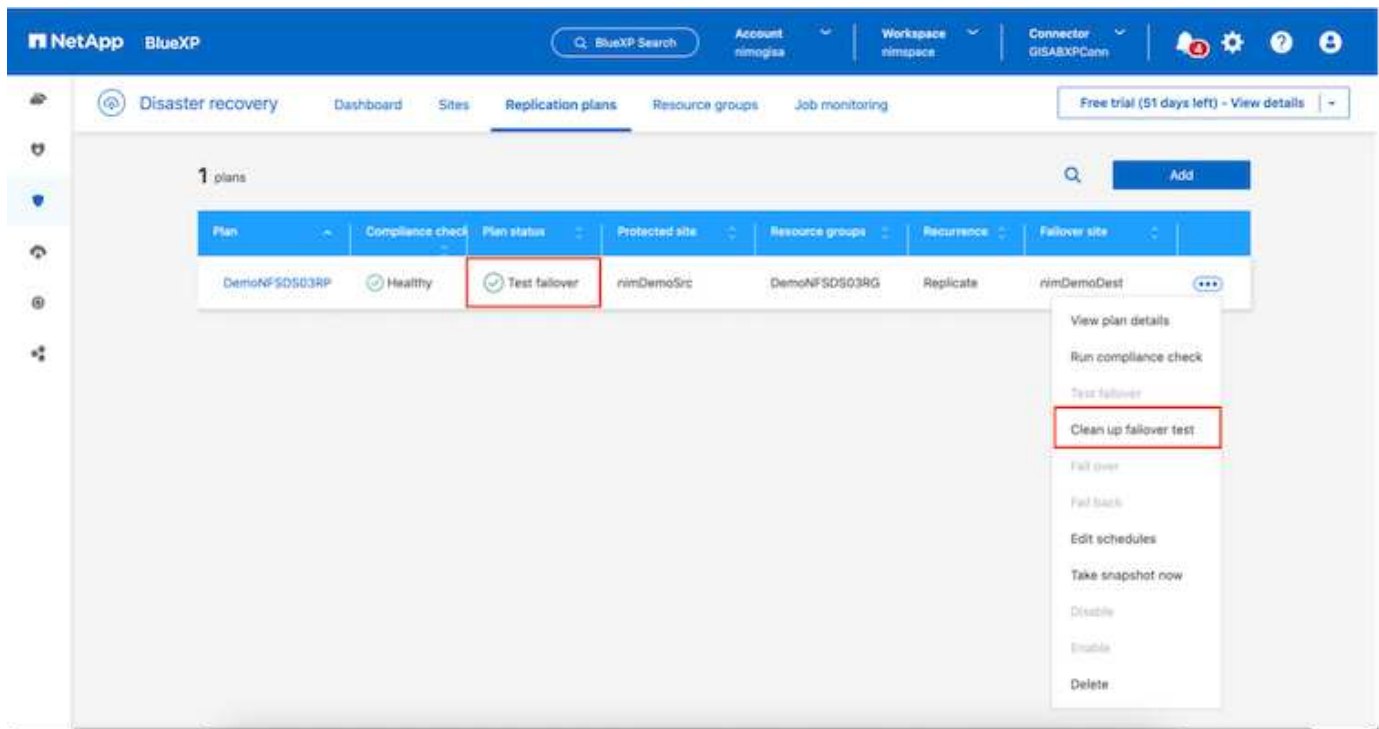 NetApp BlueXP BlueXP Search Account nimogisa Workspace nimspace Connector GISABXPConn 4
Disaster recovery Dashboard Sites Replication plans Resource groups Job monitoring Free trial (51 days left) - View details
1 plans Add
Plan Compliance check Plan status Protected site Resource groups Recurrence Failover site
DemoNFSDS03RP Healthy Test failover nimDemoSrc DemoNFSDS03RG Replicate nimDemoDest
View plan details
Run compliance check
Test failover
Clean up failover test
Fail over
Fail back
Edit schedules
Take snapshot now
Disable
Enable
Delete